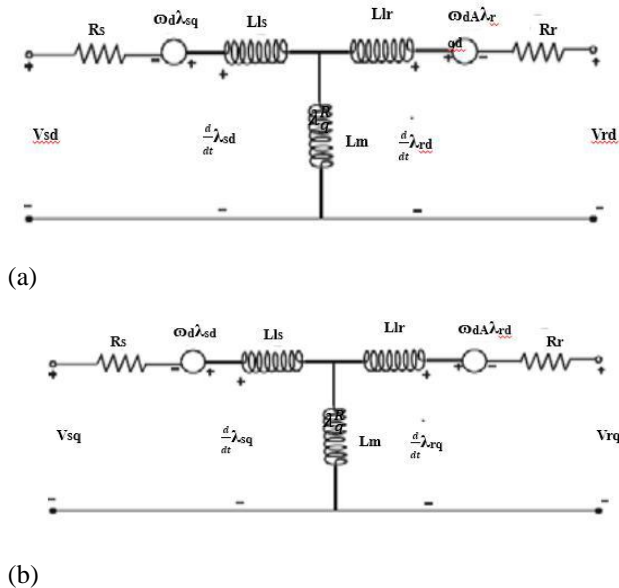 ωdλsq Lls Llr ωdAλr
Rs qd Rr
Vsd d/dt λsd Lm d/dt λrd Vrd
(a)
ωdλsd Lls Llr ωdAλrd
Rs Rr
Vsq d/dt λsq Lm d/dt λrq Vrq
(b)